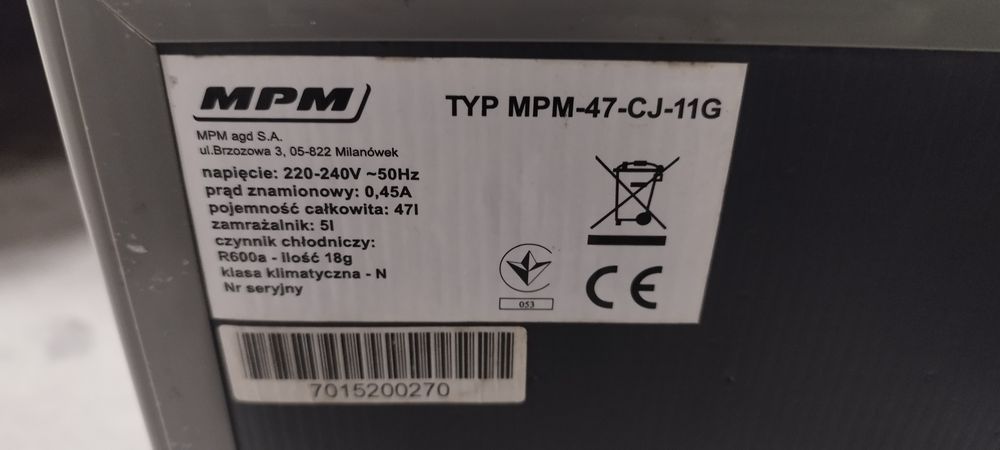 MPM
TYP MPM-47-CJ-11G
MPM agd S.A.
ul.Brzozowa 3, 05-822 Milanówek
napięcie: 220-240V ~50Hz
prąd znamionowy: 0,45A
pojemność całkowita: 47l
zamrażalnik: 5l
czynnik chłodniczy:
R600a - ilość 18g
klasa klimatyczna - N
Nr seryjny
053
CE
7015200270